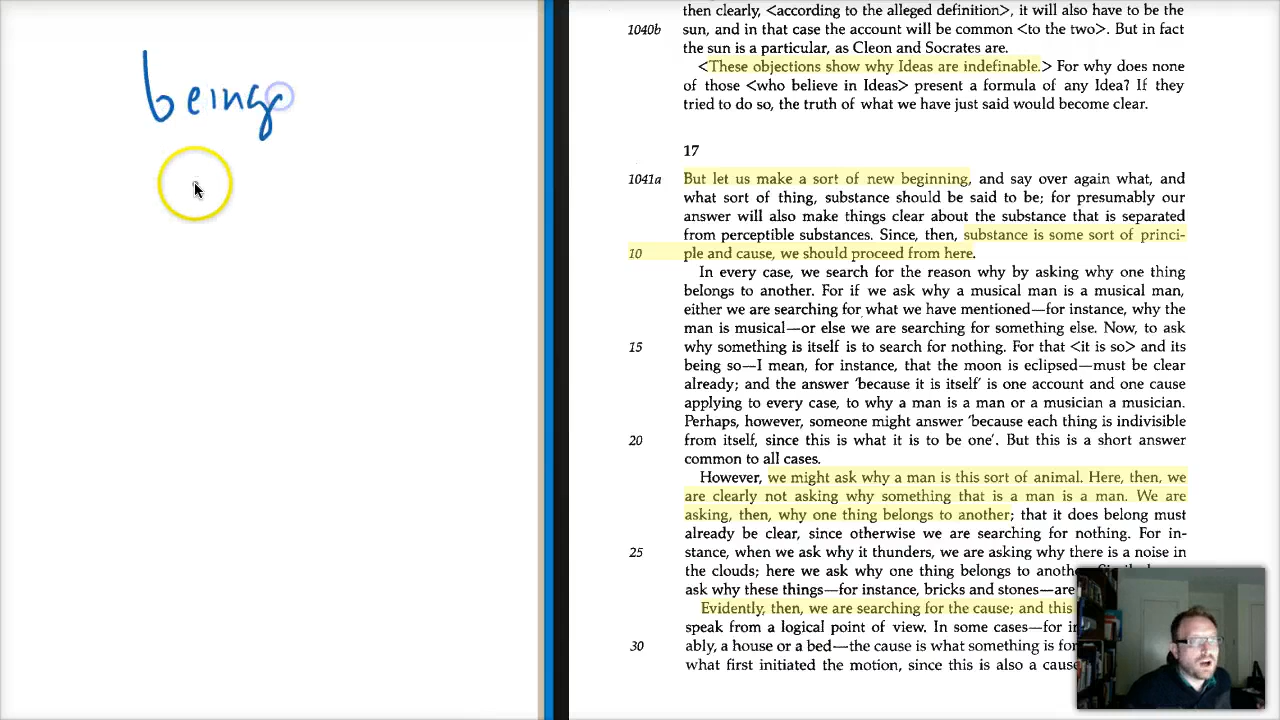 being
then clearly, <according to the alleged definition>, it will also have to be the
1040b sun, and in that case the account will be common <to the two>. But in fact
the sun is a particular, as Cleon and Socrates are.
<These objections show why Ideas are indefinable.> For why does none
of those <who believe in Ideas> present a formula of any Idea? If they
tried to do so, the truth of what we have just said would become clear.
17
1041a But let us make a sort of new beginning, and say over again what, and
what sort of thing, substance should be said to be; for presumably our
answer will also make things clear about the substance that is separated
from perceptible substances. Since, then, substance is some sort of princi-
10 ple and cause, we should proceed from here.
In every case, we search for the reason why by asking why one thing
belongs to another. For if we ask why a musical man is a musical man,
either we are searching for what we have mentioned—for instance, why the
man is musical—or else we are searching for something else. Now, to ask
15 why something is itself is to search for nothing. For that <it is so> and its
being so—I mean, for instance, that the moon is eclipsed—must be clear
already; and the answer 'because it is itself' is one account and one cause
applying to every case, to why a man is a man or a musician a musician.
Perhaps, however, someone might answer 'because each thing is indivisible
20 from itself, since this is what it is to be one'. But this is a short answer
common to all cases.
However, we might ask why a man is this sort of animal. Here, then, we
are clearly not asking why something that is a man is a man. We are
asking, then, why one thing belongs to another; that it does belong must
already be clear, since otherwise we are searching for nothing. For in-
25 stance, when we ask why it thunders, we are asking why there is a noise in
the clouds; here we ask why one thing belongs to
ask why these things—for instance, bricks and stones—are
Evidently, then, we are searching for the cause; and this
speak from a logical point of view. In some cases—for
30 ably, a house or a bed—the cause is what something is for
what first initiated the motion, since this is also a cause